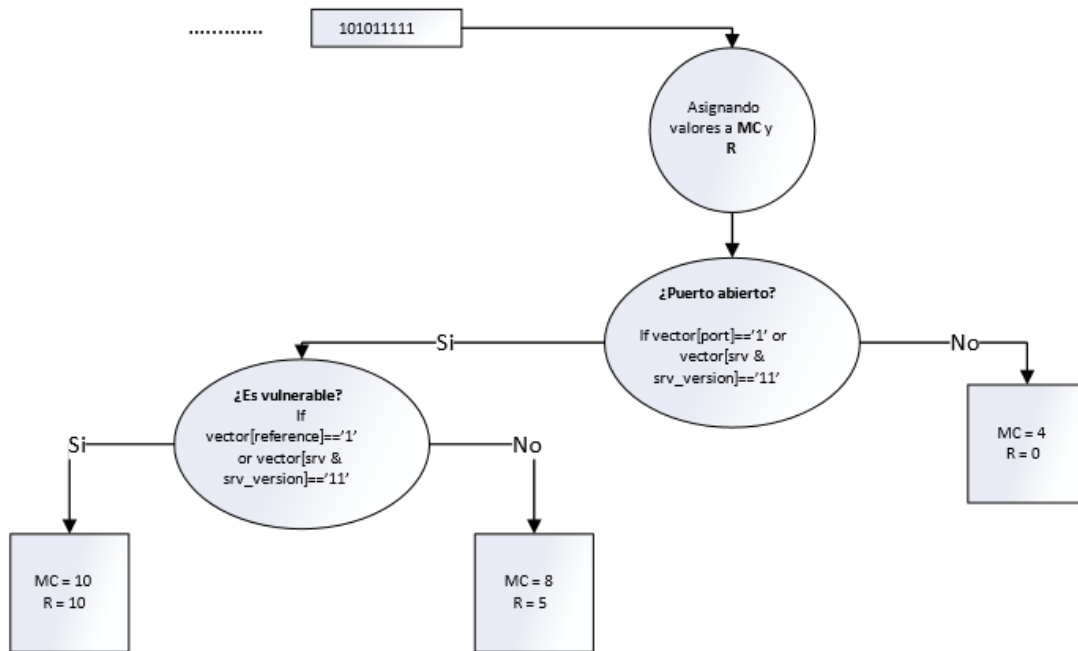 ............. 101011111
Asignando
valores a MC y
R
¿Puerto abierto?
If vector[port]=='1' or
vector[srv &
srv_version]=='11'
Si
No
¿Es vulnerable?
If
vector[reference]=='1'
or vector[srv &
srv_version]=='11'
MC = 4
R = 0
Si
No
MC = 10
R = 10
MC = 8
R = 5